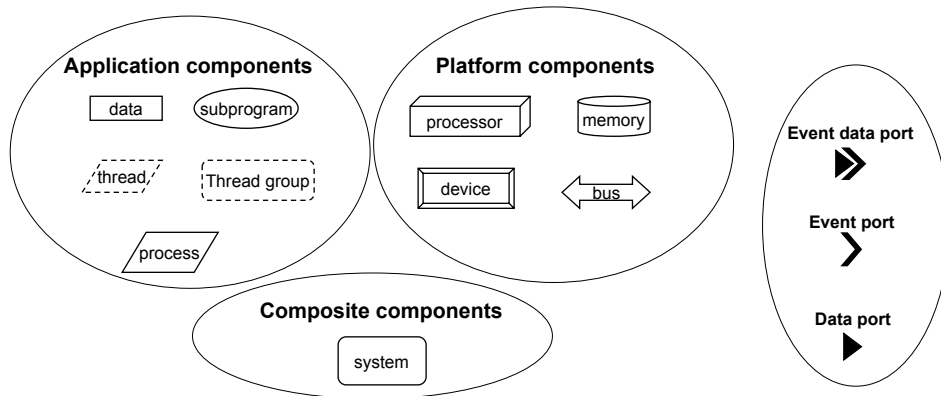 Application components
data
subprogram
thread
Thread group
process
Platform components
processor
memory
device
bus
Composite components
system
Event data port
Event port
Data port